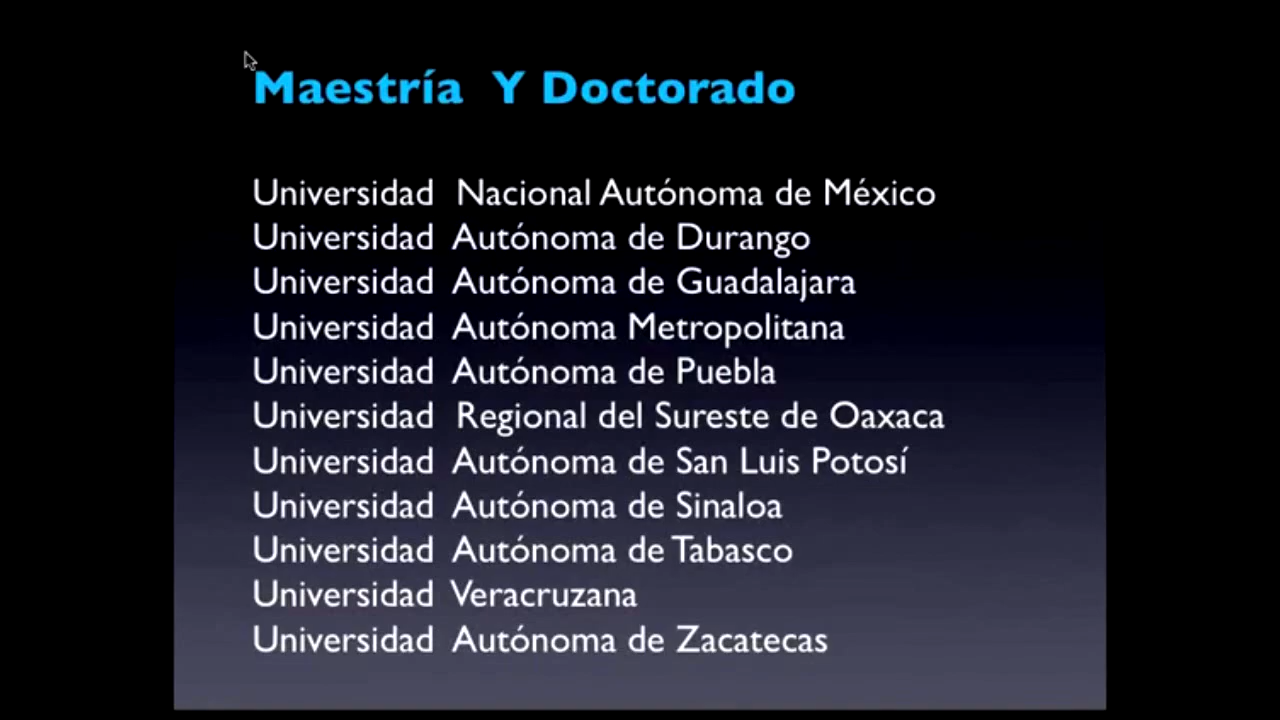 Maestría Y Doctorado
Universidad Nacional Autónoma de México
Universidad Autónoma de Durango
Universidad Autónoma de Guadalajara
Universidad Autónoma Metropolitana
Universidad Autónoma de Puebla
Universidad Regional del Sureste de Oaxaca
Universidad Autónoma de San Luis Potosí
Universidad Autónoma de Sinaloa
Universidad Autónoma de Tabasco
Universidad Veracruzana
Universidad Autónoma de Zacatecas